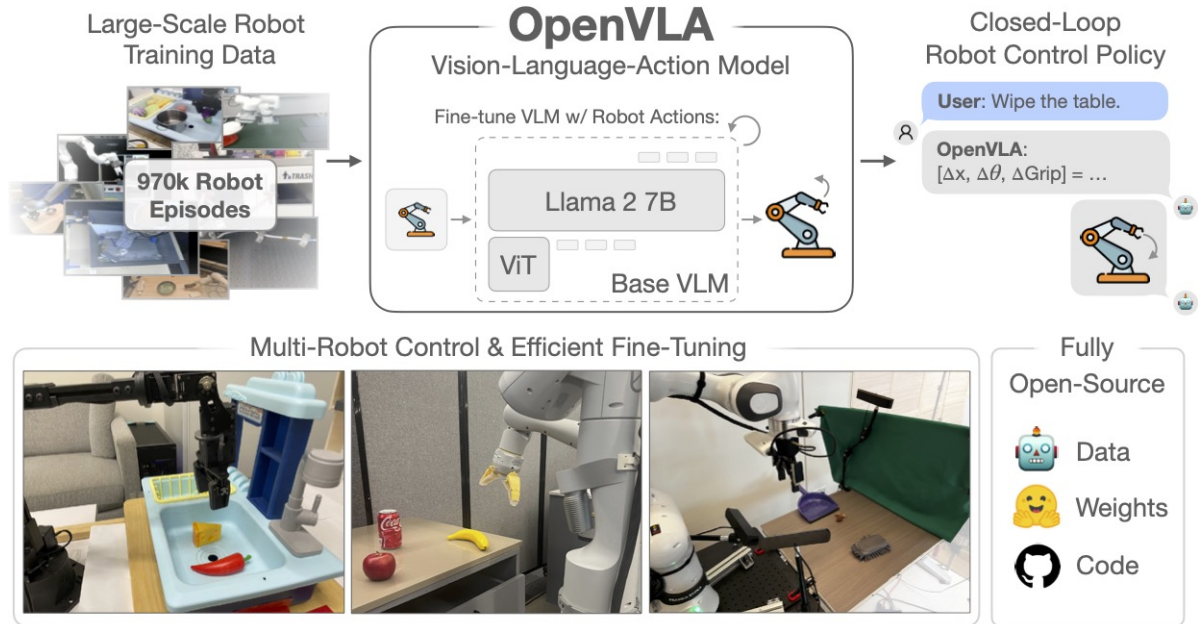 Large-Scale Robot
Training Data
970k Robot
Episodes
TRASH
OpenVLA
Vision-Language-Action Model
Fine-tune VLM w/ Robot Actions:
Llama 2 7B
ViT
Base VLM
Closed-Loop
Robot Control Policy
User: Wipe the table.
OpenVLA:
[Δx, Δθ, ΔGrip] = ...
Multi-Robot Control & Efficient Fine-Tuning
Coca-Cola
Fully
Open-Source
Data
Weights
Code